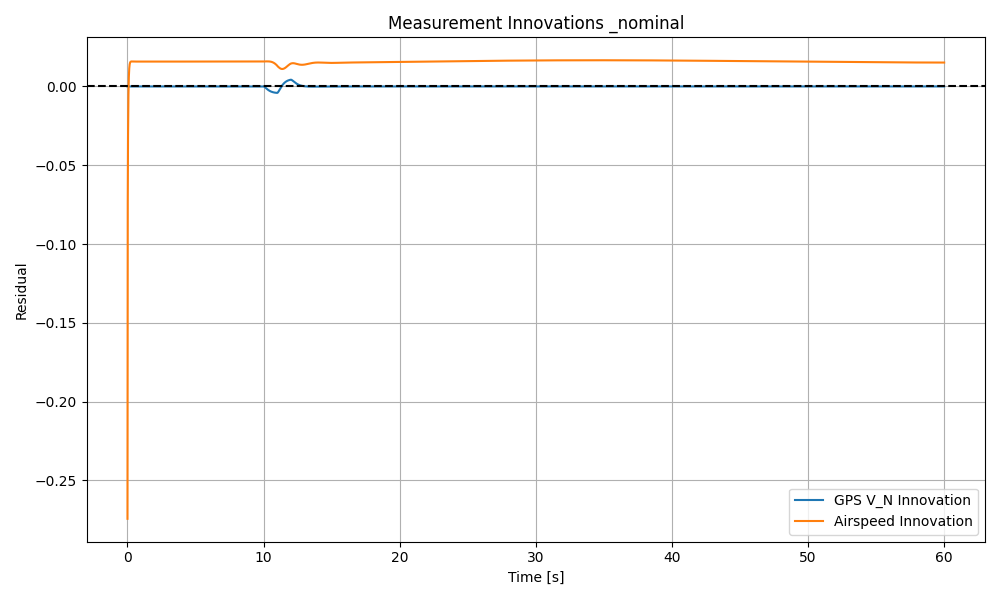 Measurement Innovations _nominal
Residual
0.00
−0.05
−0.10
−0.15
−0.20
−0.25
0
10
20
30
40
50
60
Time [s]
GPS V_N Innovation
Airspeed Innovation